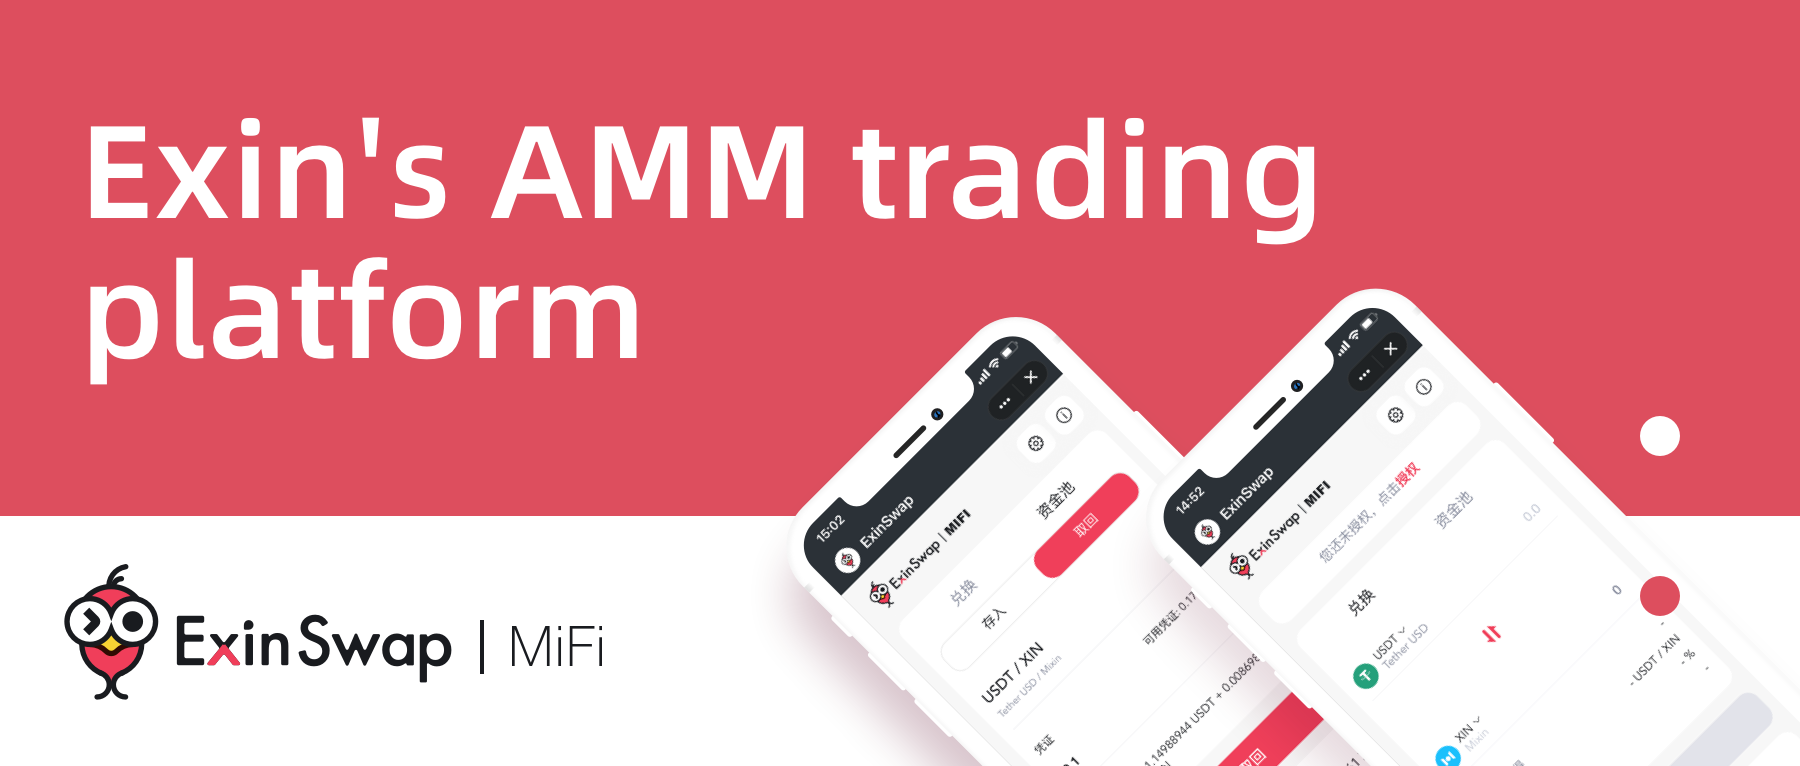 Exin's AMM trading
platform
ExinSwap | MiFi
15:02
ExinSwap
ExinSwap | MIFI
兑换
资金池
存入
取回
USDT / XIN
Tether USD / Mixin
可用凭证: 0.17
凭证
1.14988944 USDT + 0.008698
取回
14:52
ExinSwap
ExinSwap | MIFI
您还未授权，点击授权
兑换
资金池
USDT
Tether USD
0.0
XIN
Mixin
0
-
- USDT / XIN
- %
-